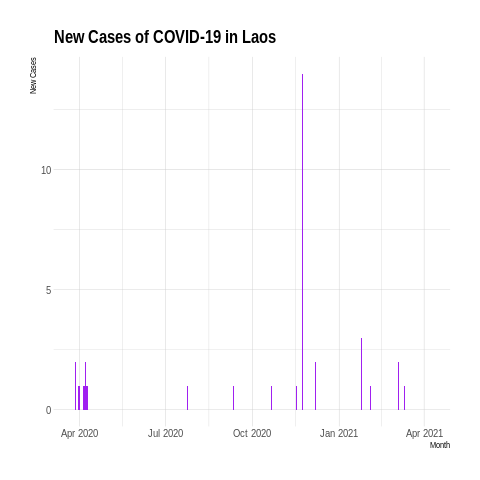 New Cases of COVID-19 in Laos
New Cases
10
5
0
Apr 2020 Jul 2020 Oct 2020 Jan 2021 Apr 2021
Month